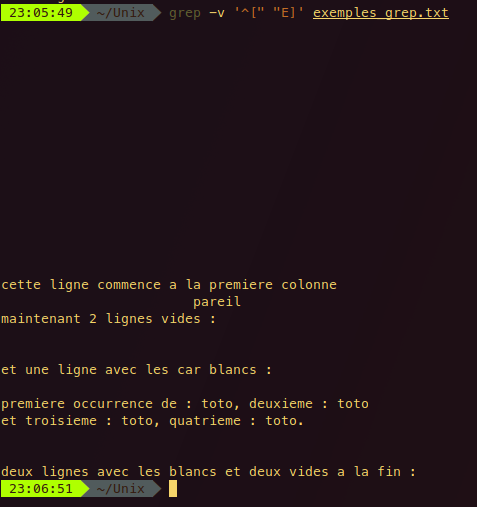 23:05:49 ~/Unix grep -v '^[" "E]' exemples grep.txt
cette ligne commence a la premiere colonne
pareil
maintenant 2 lignes vides :
et une ligne avec les car blancs :
premiere occurrence de : toto, deuxieme : toto
et troisieme : toto, quatrieme : toto.
deux lignes avec les blancs et deux vides a la fin :
23:06:51 ~/Unix